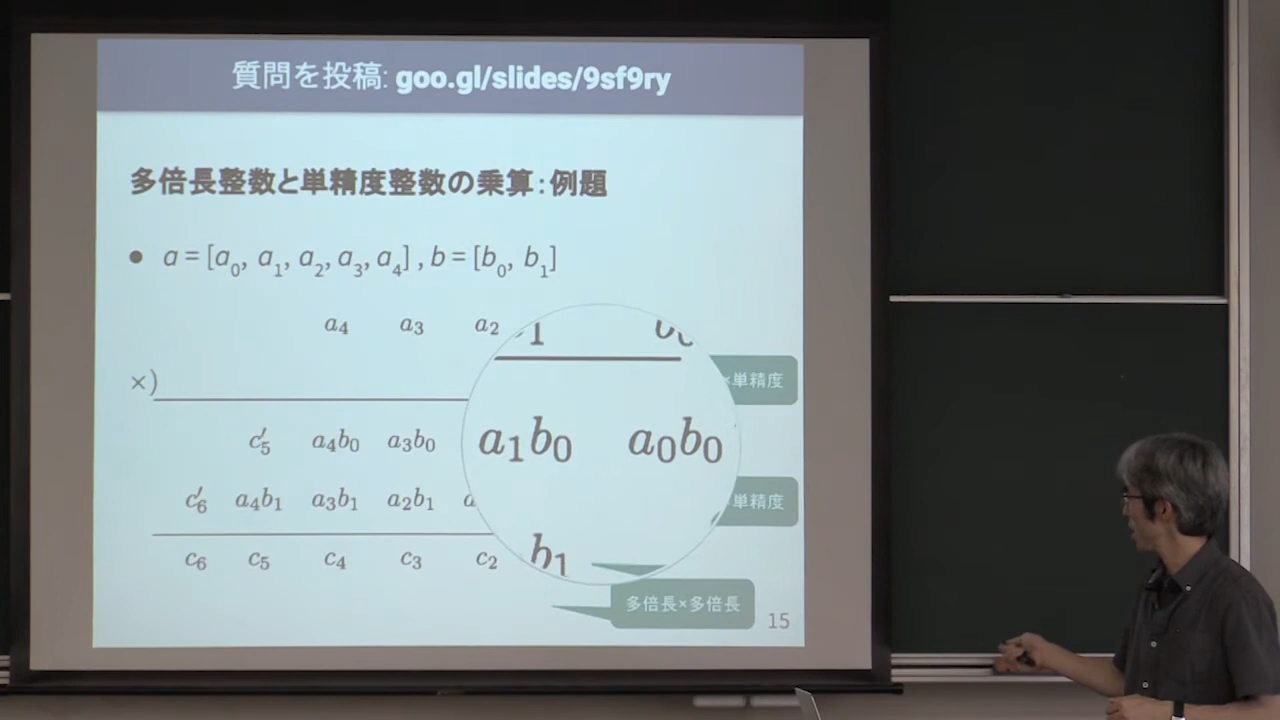 質問を投稿: goo.gl/slides/9sf9ry
多倍長整数と単精度整数の乗算：例題
● a = [a₀, a₁, a₂, a₃, a₄] , b = [b₀, b₁]
a₄ a₃ a₂
×)
×単精度
c′₅ a₄b₀ a₃b₀ a₁b₀ a₀b₀
c′₆ a₄b₁ a₃b₁ a₂b₁
単精度
c₆ c₅ c₄ c₃ c₂ b₁
多倍長×多倍長
15